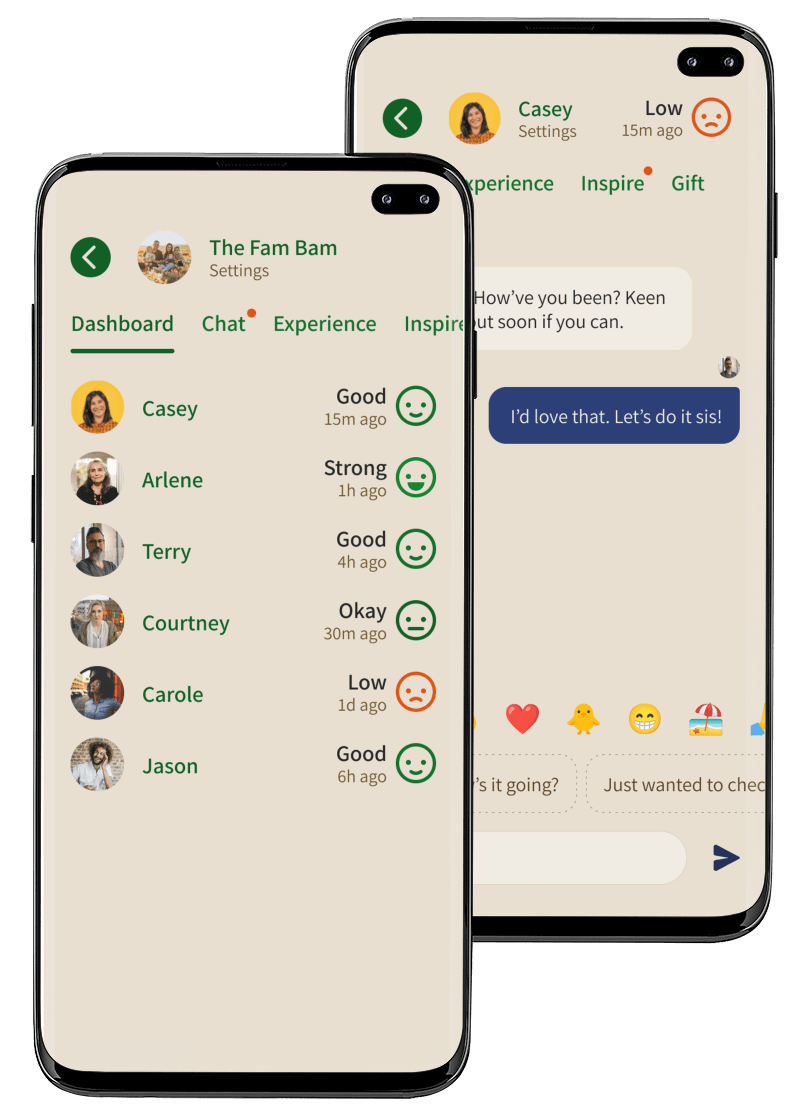 Casey
Settings
Low
15m ago
Experience Inspire Gift
How’ve you been? Keen
out soon if you can.
I’d love that. Let’s do it sis!
’s it going?
Just wanted to chec
The Fam Bam
Settings
Dashboard Chat Experience Inspire
Casey
Good
15m ago
Arlene
Strong
1h ago
Terry
Good
4h ago
Courtney
Okay
30m ago
Carole
Low
1d ago
Jason
Good
6h ago